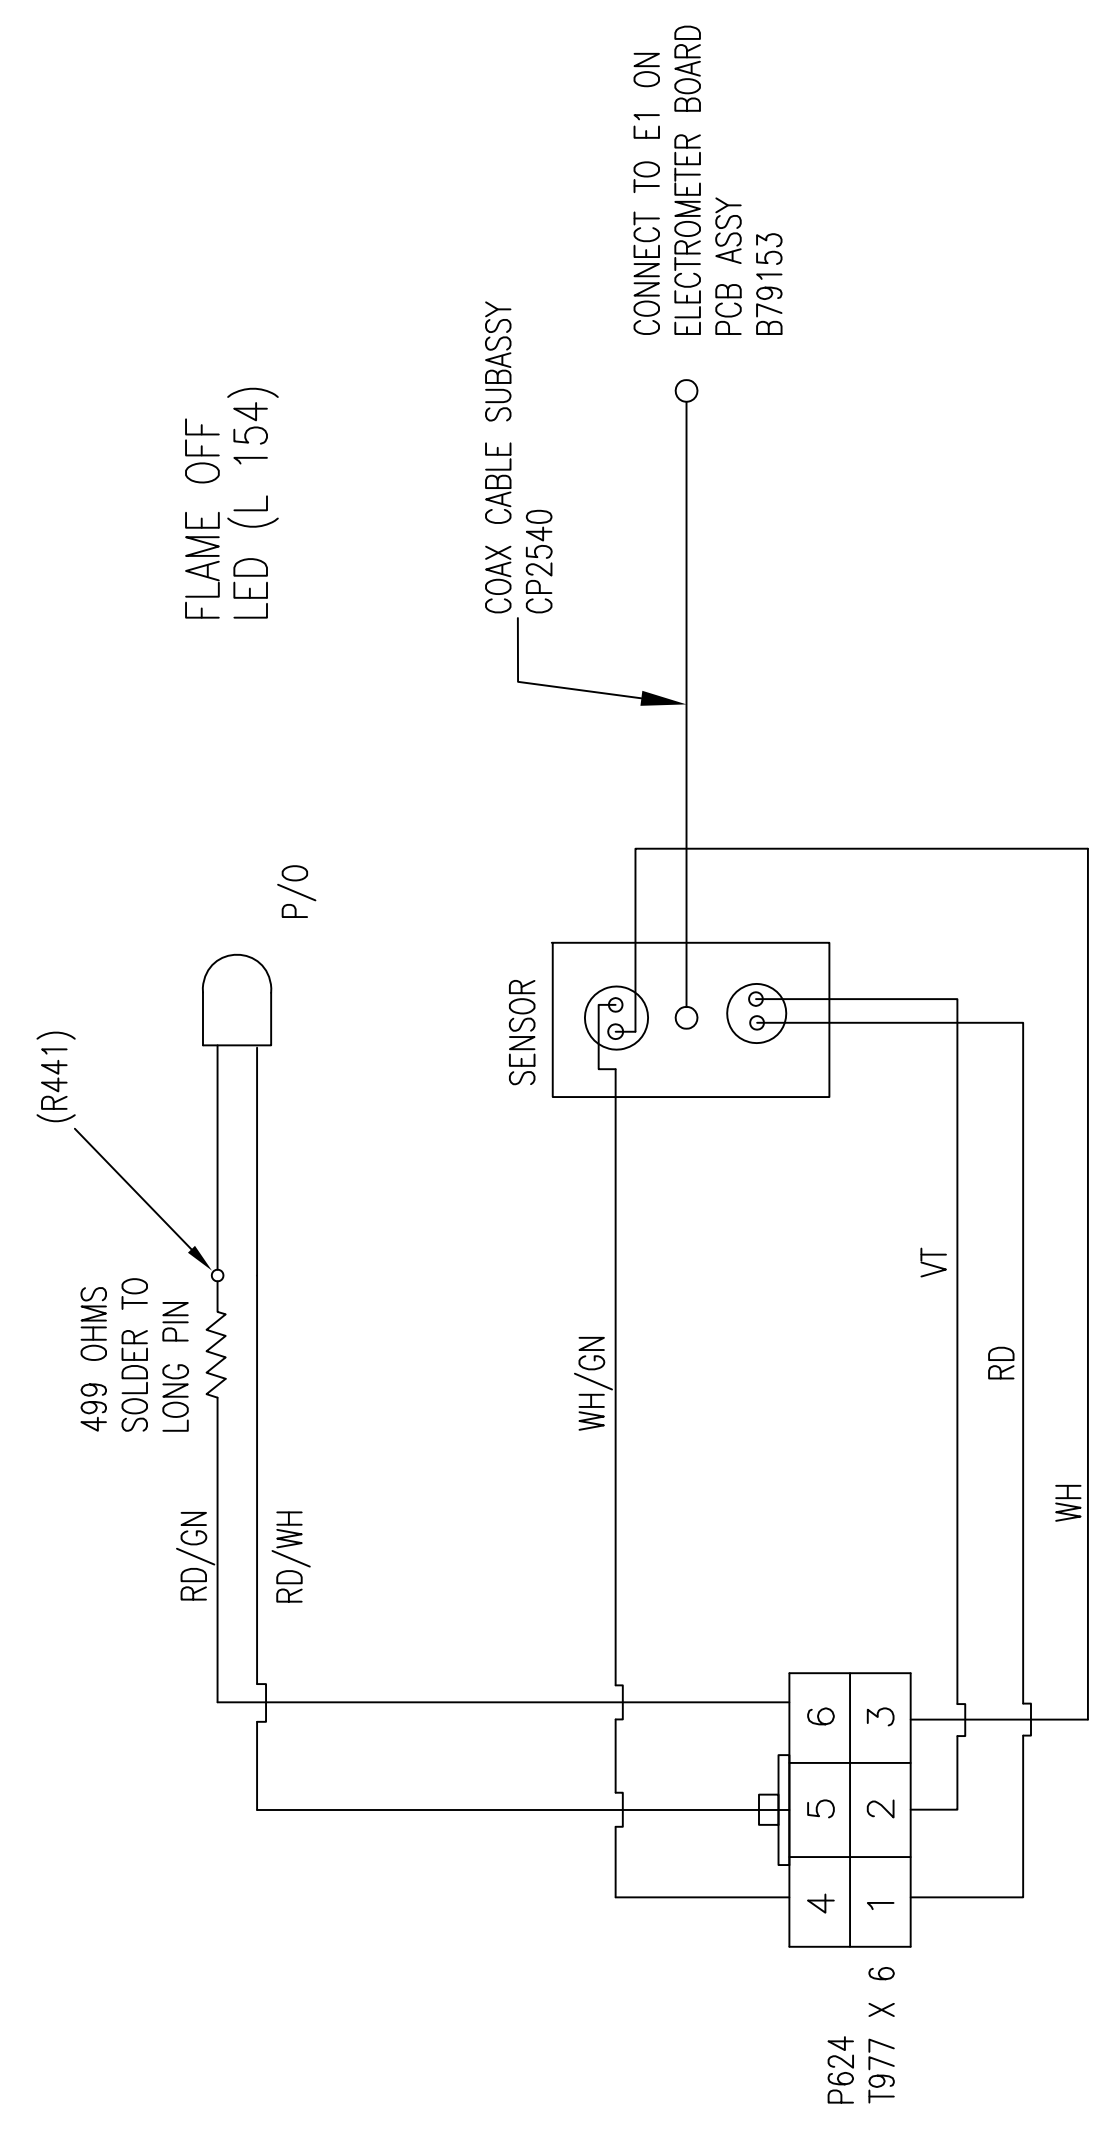 (R441)
499 OHMS
SOLDER TO
LONG PIN
RD/GN
RD/WH
P/O
FLAME OFF
LED (L 154)
COAX CABLE SUBASSY
CP2540
SENSOR
WH/GN
CONNECT TO E1 ON
ELECTROMETER BOARD
PCB ASSY
B79153
P624
T977 X 6
4 5 6
1 2 3
VT
RD
WH